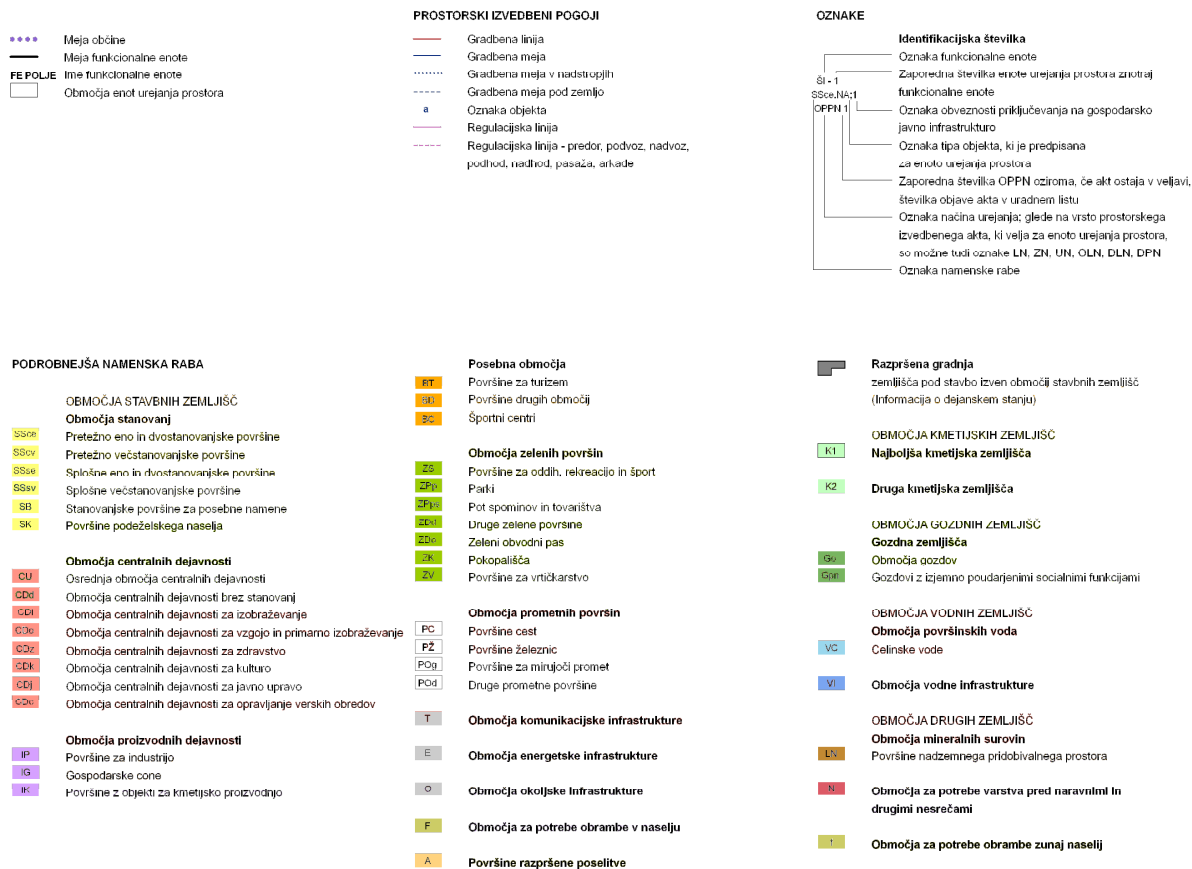 Meja občine
Meja funkcionalne enote
FE POLJE Ime funkcionalne enote
Območja enot urejanja prostora
PROSTORSKI IZVEDBENI POGOJI
Gradbena linija
Gradbena meja
Gradbena meja v nadstropjih
Gradbena meja pod zemljo
a Oznaka objekta
Regulacijska linija
Regulacijska linija - predor, podvoz, nadvoz,
podhod, nadhod, pasaža, arkade
OZNAKE
Identifikacijska številka
Oznaka funkcionalne enote
Zaporedna številka enote urejanja prostora znotraj
funkcionalne enote
ŠI - 1
SSce,NA;1
OPPN 1
Oznaka obveznosti priključevanja na gospodarsko
javno infrastrukturo
Oznaka tipa objekta, ki je predpisana
za enoto urejanja prostora
Zaporedna številka OPPN oziroma, če akt ostaja v veljavi,
številka objave akta v uradnem listu
Oznaka načina urejanja; glede na vrsto prostorskega
izvedbenega akta, ki velja za enoto urejanja prostora,
so možne tudi oznake LN, ZN, UN, OLN, DLN, DPN
Oznaka namenske rabe
PODROBNEJŠA NAMENSKA RABA
OBMOČJA STAVBNIH ZEMLJIŠČ
Območja stanovanj
SSce Pretežno eno in dvostanovanjske površine
SScv Pretežno večstanovanjske površine
SSse Splošne eno in dvostanovanjske površine
SSsv Splošne večstanovanjske površine
SB Stanovanjske površine za posebne namene
SK Površine podeželskega naselja
Območja centralnih dejavnosti
CU Osrednja območja centralnih dejavnosti
CDd Območja centralnih dejavnosti brez stanovanj
CDi Območja centralnih dejavnosti za izobraževanje
CDo Območja centralnih dejavnosti za vzgojo in primarno izobraževanje
CDz Območja centralnih dejavnosti za zdravstvo
CDk Območja centralnih dejavnosti za kulturo
CDj Območja centralnih dejavnosti za javno upravo
CDc Območja centralnih dejavnosti za opravljanje verskih obredov
Območja proizvodnih dejavnosti
IP Površine za industrijo
IG Gospodarske cone
IK Površine z objekti za kmetijsko proizvodnjo
Posebna območja
BT Površine za turizem
BD Površine drugih območij
BC Športni centri
Območja zelenih površin
ZS Površine za oddih, rekreacijo in šport
ZPp Parki
ZPps Pot spominov in tovarištva
ZDd Druge zelene površine
ZDo Zeleni obvodni pas
ZK Pokopališča
ZV Površine za vrtičkarstvo
Območja prometnih površin
PC Površine cest
PŽ Površine železnic
POg Površine za mirujoči promet
POd Druge prometne površine
T Območja komunikacijske infrastrukture
E Območja energetske infrastrukture
O Območja okoljske infrastrukture
F Območja za potrebe obrambe v naselju
A Površine razpršene poselitve
Razpršena gradnja
zemljišča pod stavbo izven območij stavbnih zemljišč
(Informacija o dejanskem stanju)
OBMOČJA KMETIJSKIH ZEMLJIŠČ
K1 Najboljša kmetijska zemljišča
K2 Druga kmetijska zemljišča
OBMOČJA GOZDNIH ZEMLJIŠČ
Gozdna zemljišča
Go Območja gozdov
Gpn Gozdovi z izjemno poudarjenimi socialnimi funkcijami
OBMOČJA VODNIH ZEMLJIŠČ
Območja površinskih voda
VC Celinske vode
VI Območja vodne infrastrukture
OBMOČJA DRUGIH ZEMLJIŠČ
Območja mineralnih surovin
LN Površine nadzemnega pridobivalnega prostora
N Območja za potrebe varstva pred naravnimi in
drugimi nesrečami
Območja za potrebe obrambe zunaj naselij